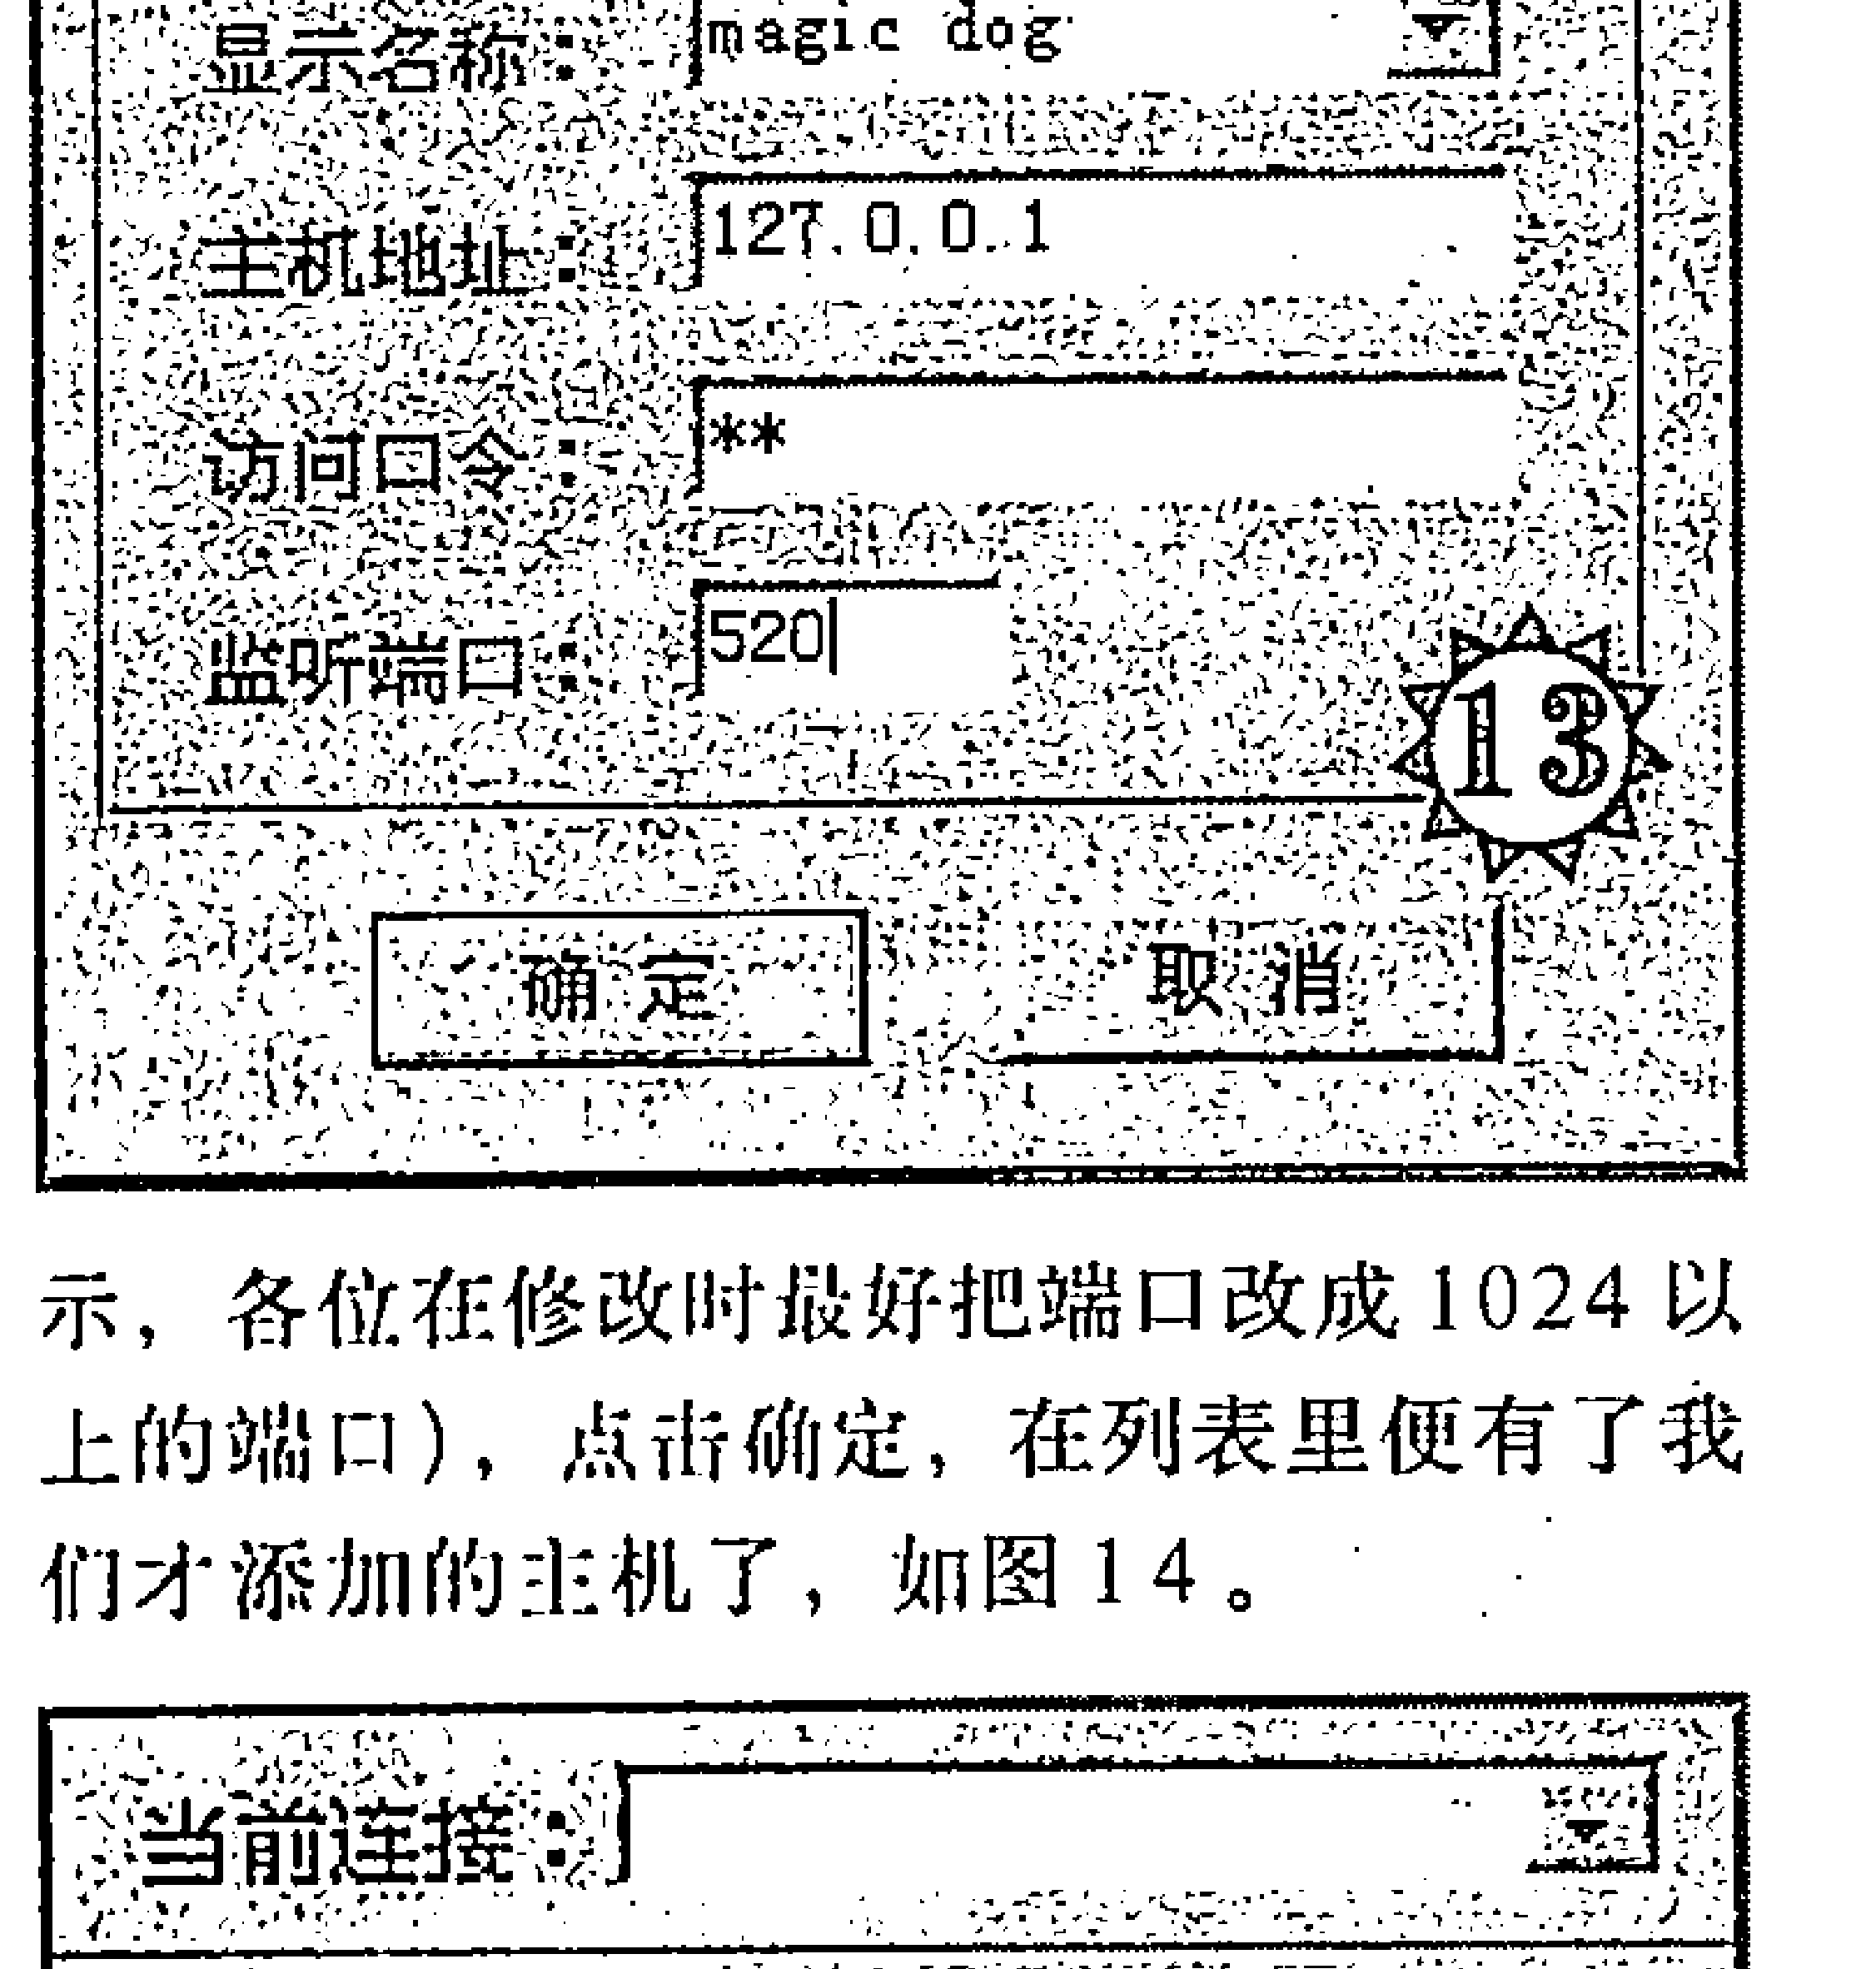 显示名称： magic dog
主机地址： 127.0.0.1
访问口令： **
监听端口： 520
13
确定 取消
示，各位在修改时最好把端口改成1024以
上的端口），点击确定，在列表里便有了我
们才添加的主机了，如图14。
当前连接：